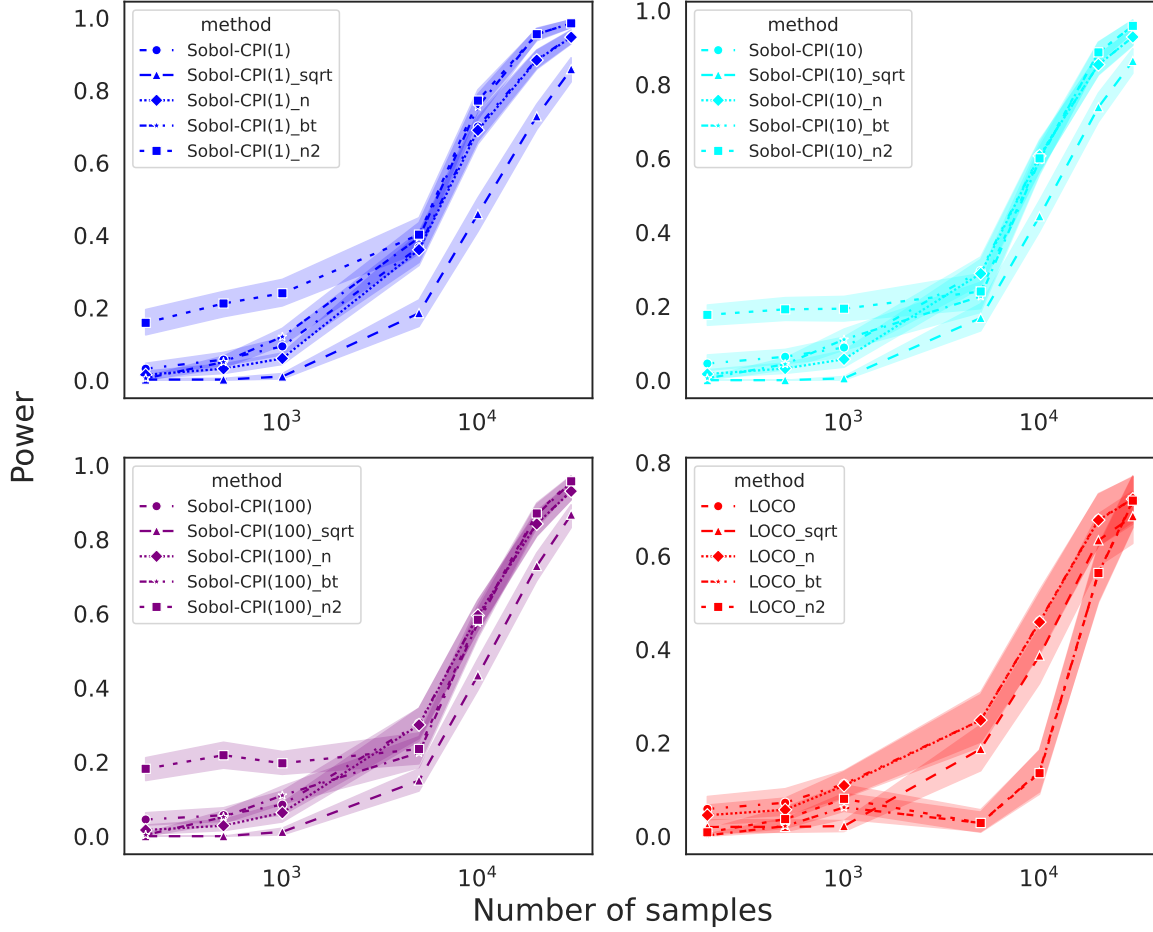 Power
1.0
0.8
0.6
0.4
0.2
0.0
10³
10⁴
method
Sobol-CPI(1)
Sobol-CPI(1)_sqrt
Sobol-CPI(1)_n
Sobol-CPI(1)_bt
Sobol-CPI(1)_n2
1.0
0.8
0.6
0.4
0.2
0.0
10³
10⁴
method
Sobol-CPI(10)
Sobol-CPI(10)_sqrt
Sobol-CPI(10)_n
Sobol-CPI(10)_bt
Sobol-CPI(10)_n2
1.0
0.8
0.6
0.4
0.2
0.0
10³
10⁴
method
Sobol-CPI(100)
Sobol-CPI(100)_sqrt
Sobol-CPI(100)_n
Sobol-CPI(100)_bt
Sobol-CPI(100)_n2
0.8
0.6
0.4
0.2
0.0
10³
10⁴
method
LOCO
LOCO_sqrt
LOCO_n
LOCO_bt
LOCO_n2
Number of samples